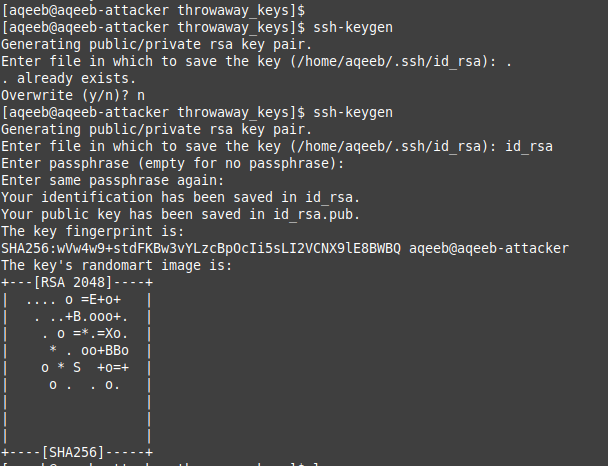 [aqeeb@aqeeb-attacker throwaway_keys]$
[aqeeb@aqeeb-attacker throwaway_keys]$ ssh-keygen
Generating public/private rsa key pair.
Enter file in which to save the key (/home/aqeeb/.ssh/id_rsa): .
. already exists.
Overwrite (y/n)? n
[aqeeb@aqeeb-attacker throwaway_keys]$ ssh-keygen
Generating public/private rsa key pair.
Enter file in which to save the key (/home/aqeeb/.ssh/id_rsa): id_rsa
Enter passphrase (empty for no passphrase):
Enter same passphrase again:
Your identification has been saved in id_rsa.
Your public key has been saved in id_rsa.pub.
The key fingerprint is:
SHA256:wVw4w9+stdFKBw3vYLzcBpOcIi5sLI2VCNX9lE8BWBQ aqeeb@aqeeb-attacker
The key's randomart image is:
+---[RSA 2048]----+
|  .... o =E+o+   |
|   . ..+B.ooo+.  |
|    . o =*.=Xo.  |
|     * . oo+BBo  |
|    o * S  +o=+  |
|     o .  . o.   |
|                 |
|                 |
|                 |
+----[SHA256]-----+